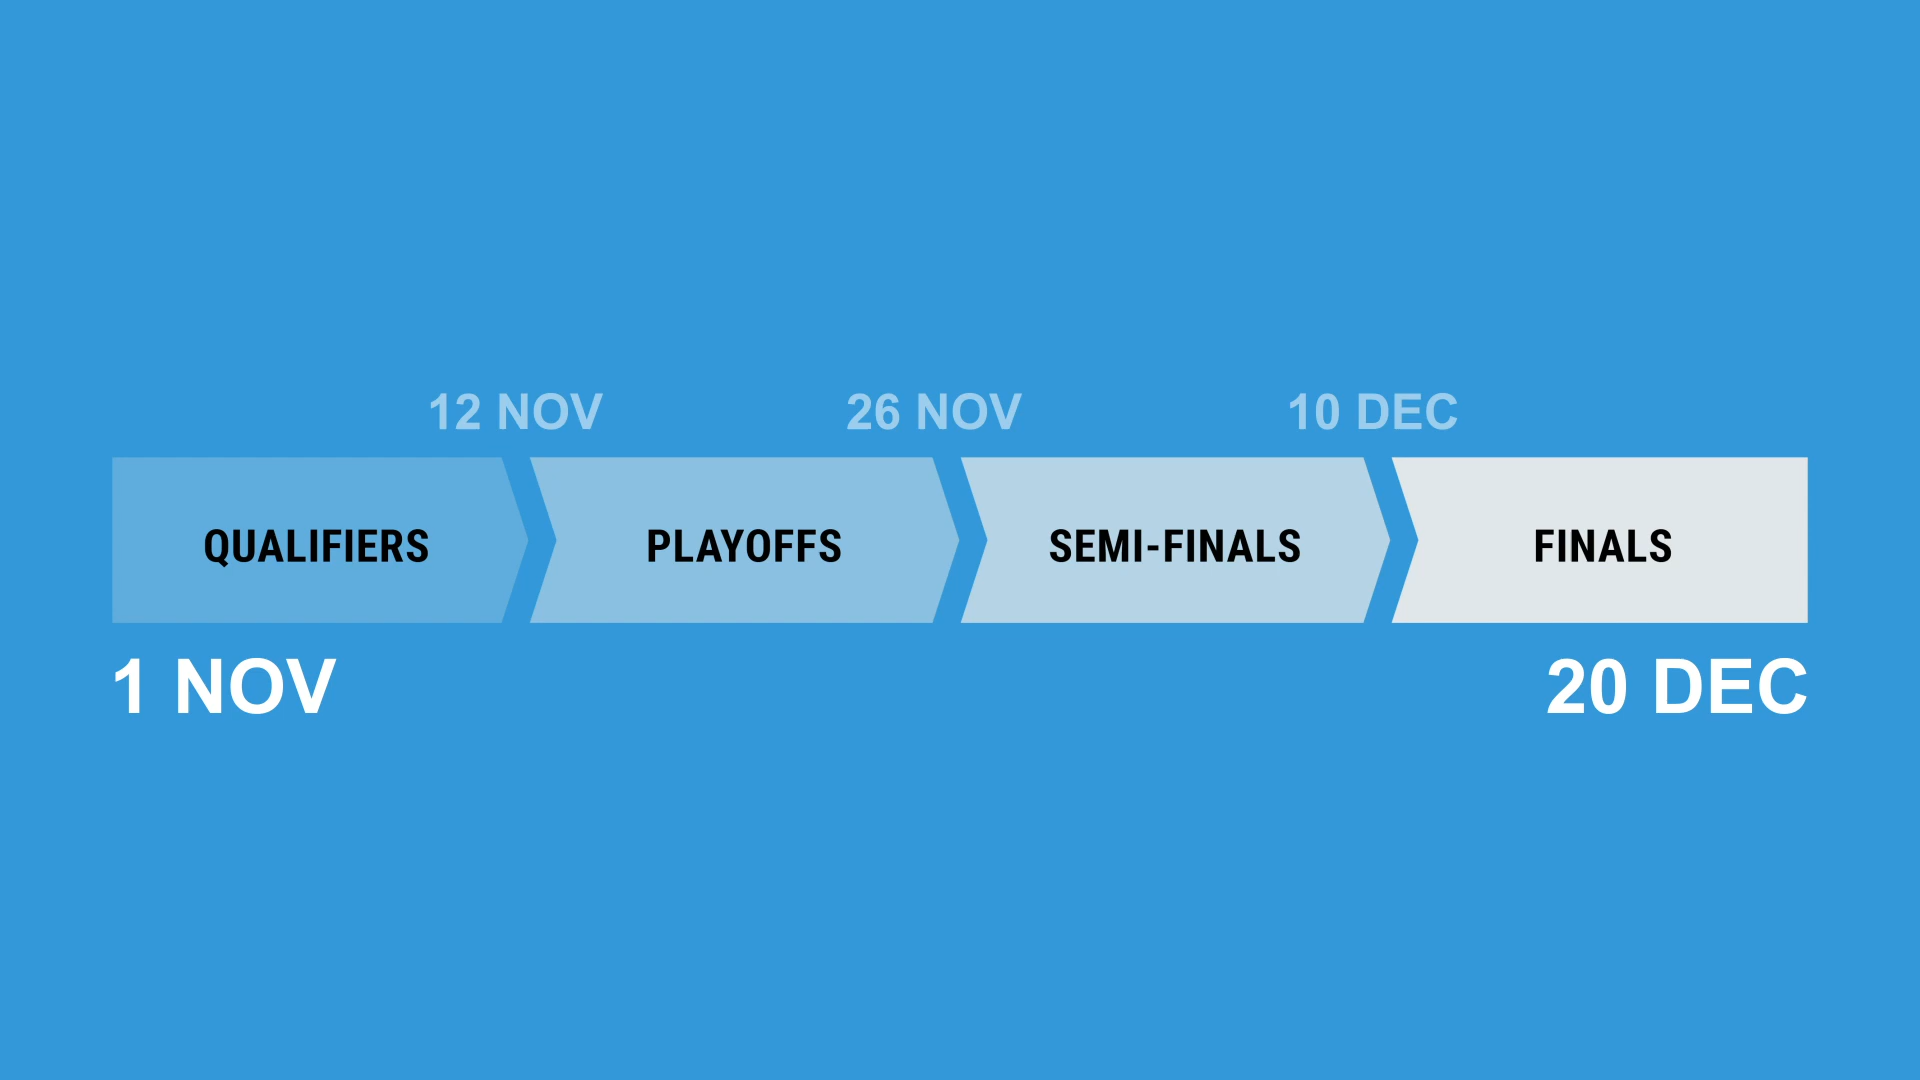 12 NOV 26 NOV 10 DEC
QUALIFIERS PLAYOFFS SEMI-FINALS FINALS
1 NOV 20 DEC